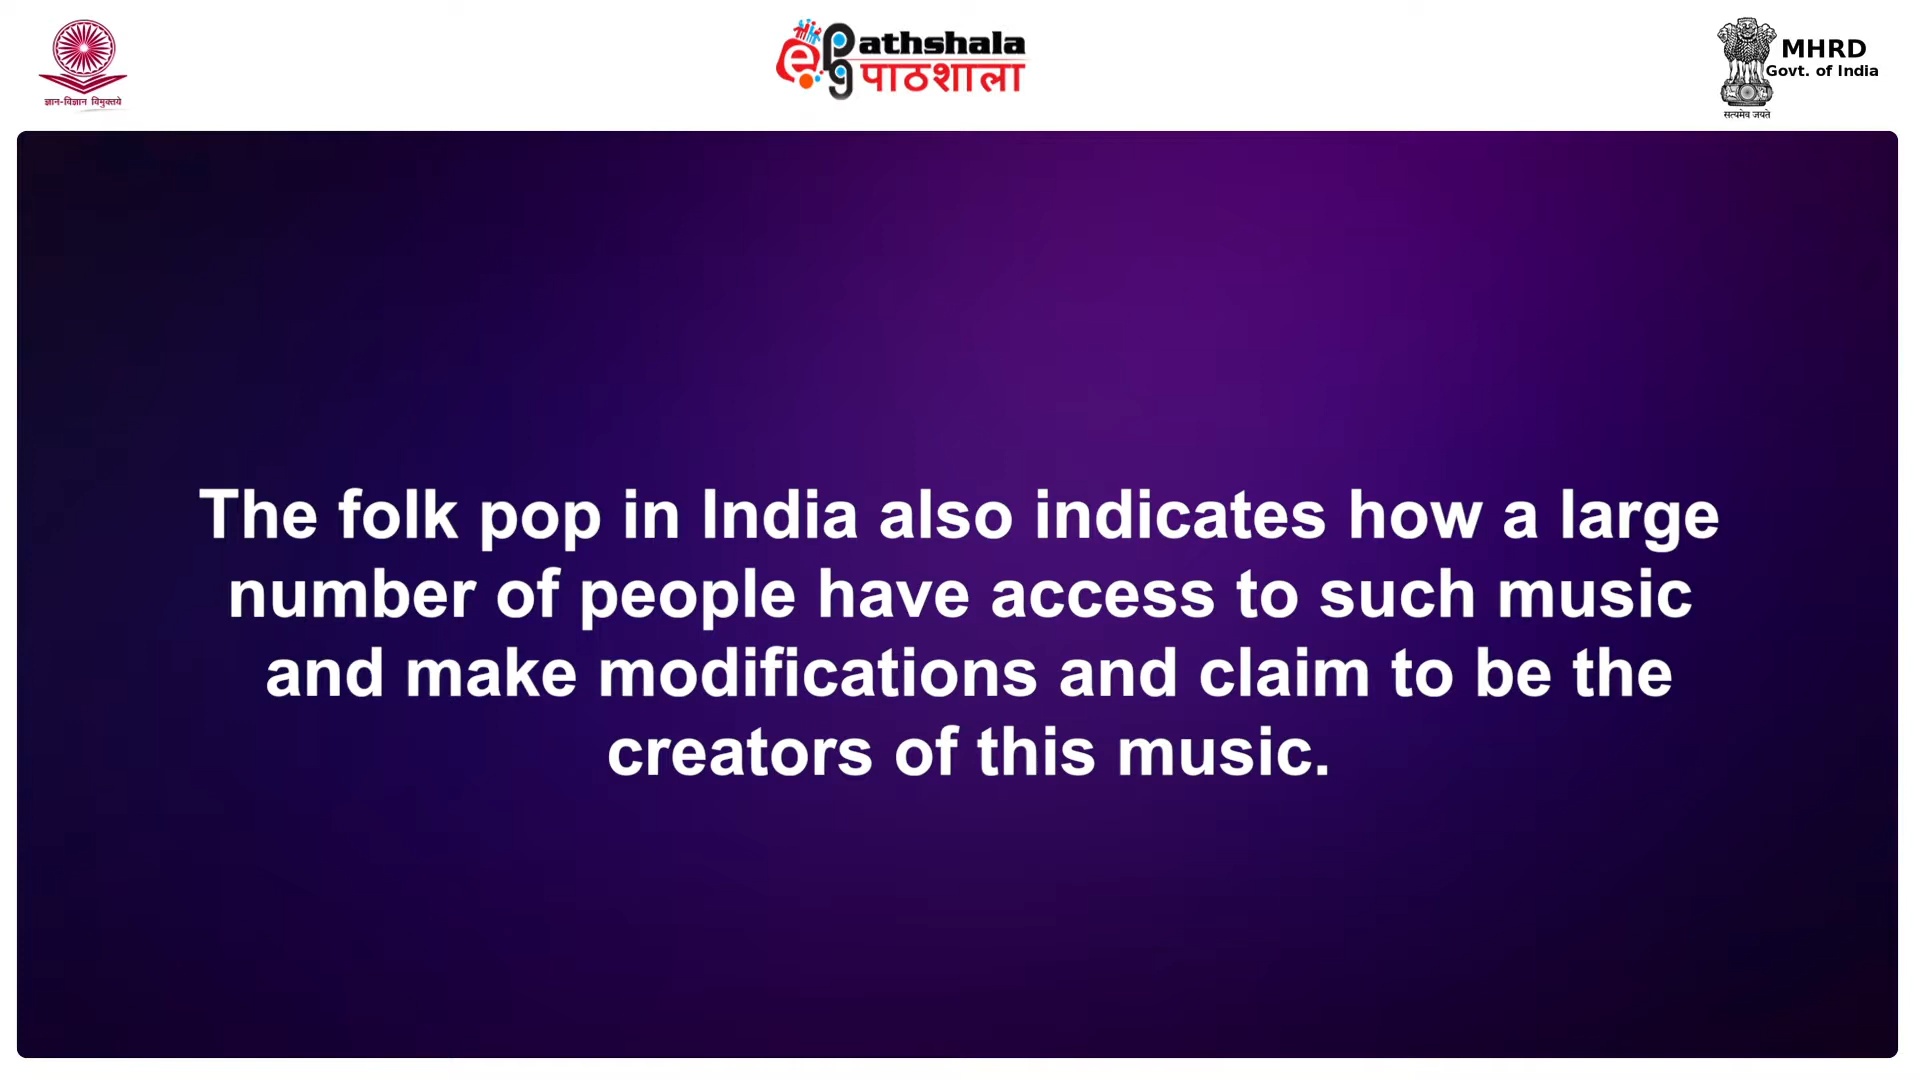 ज्ञान-विज्ञान विमुक्तये
ePG Pathshala
पाठशाला
MHRD
Govt. of India
सत्यमेव जयते
The folk pop in India also indicates how a large
number of people have access to such music
and make modifications and claim to be the
creators of this music.